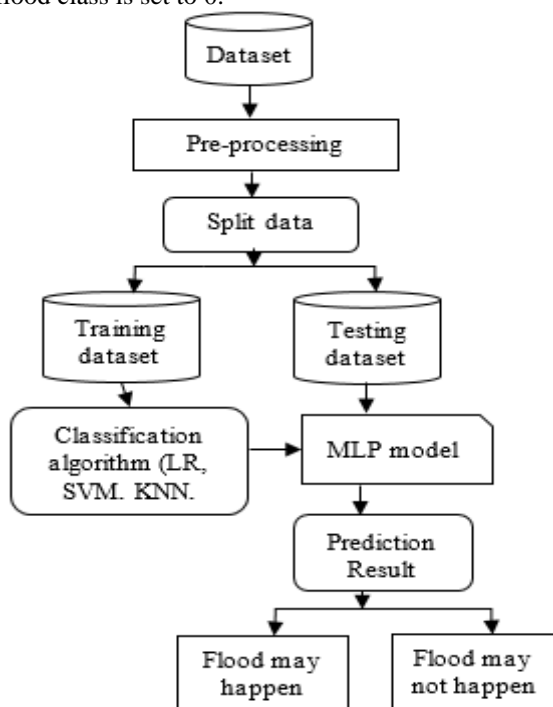 flood class is set to 0.
Dataset
Pre-processing
Split data
Training
dataset
Testing
dataset
Classification
algorithm (LR,
SVM. KNN.
MLP model
Prediction
Result
Flood may
happen
Flood may
not happen